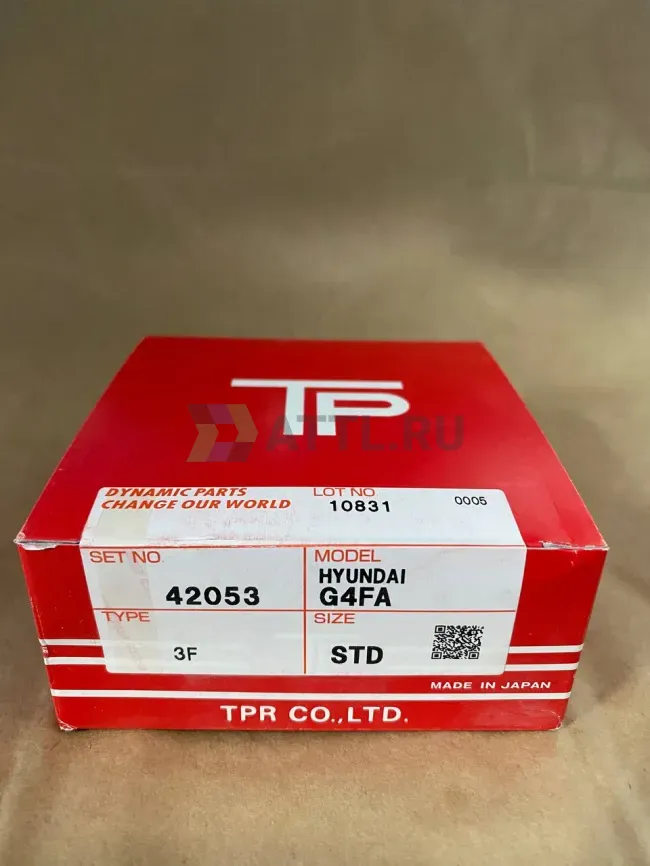 TP
ATTL.RU
DYNAMIC PARTS
CHANGE OUR WORLD
LOT NO
10831
0005
SET NO.
42053
MODEL
HYUNDAI
G4FA
TYPE
3F
SIZE
STD
MADE IN JAPAN
TPR CO.,LTD.